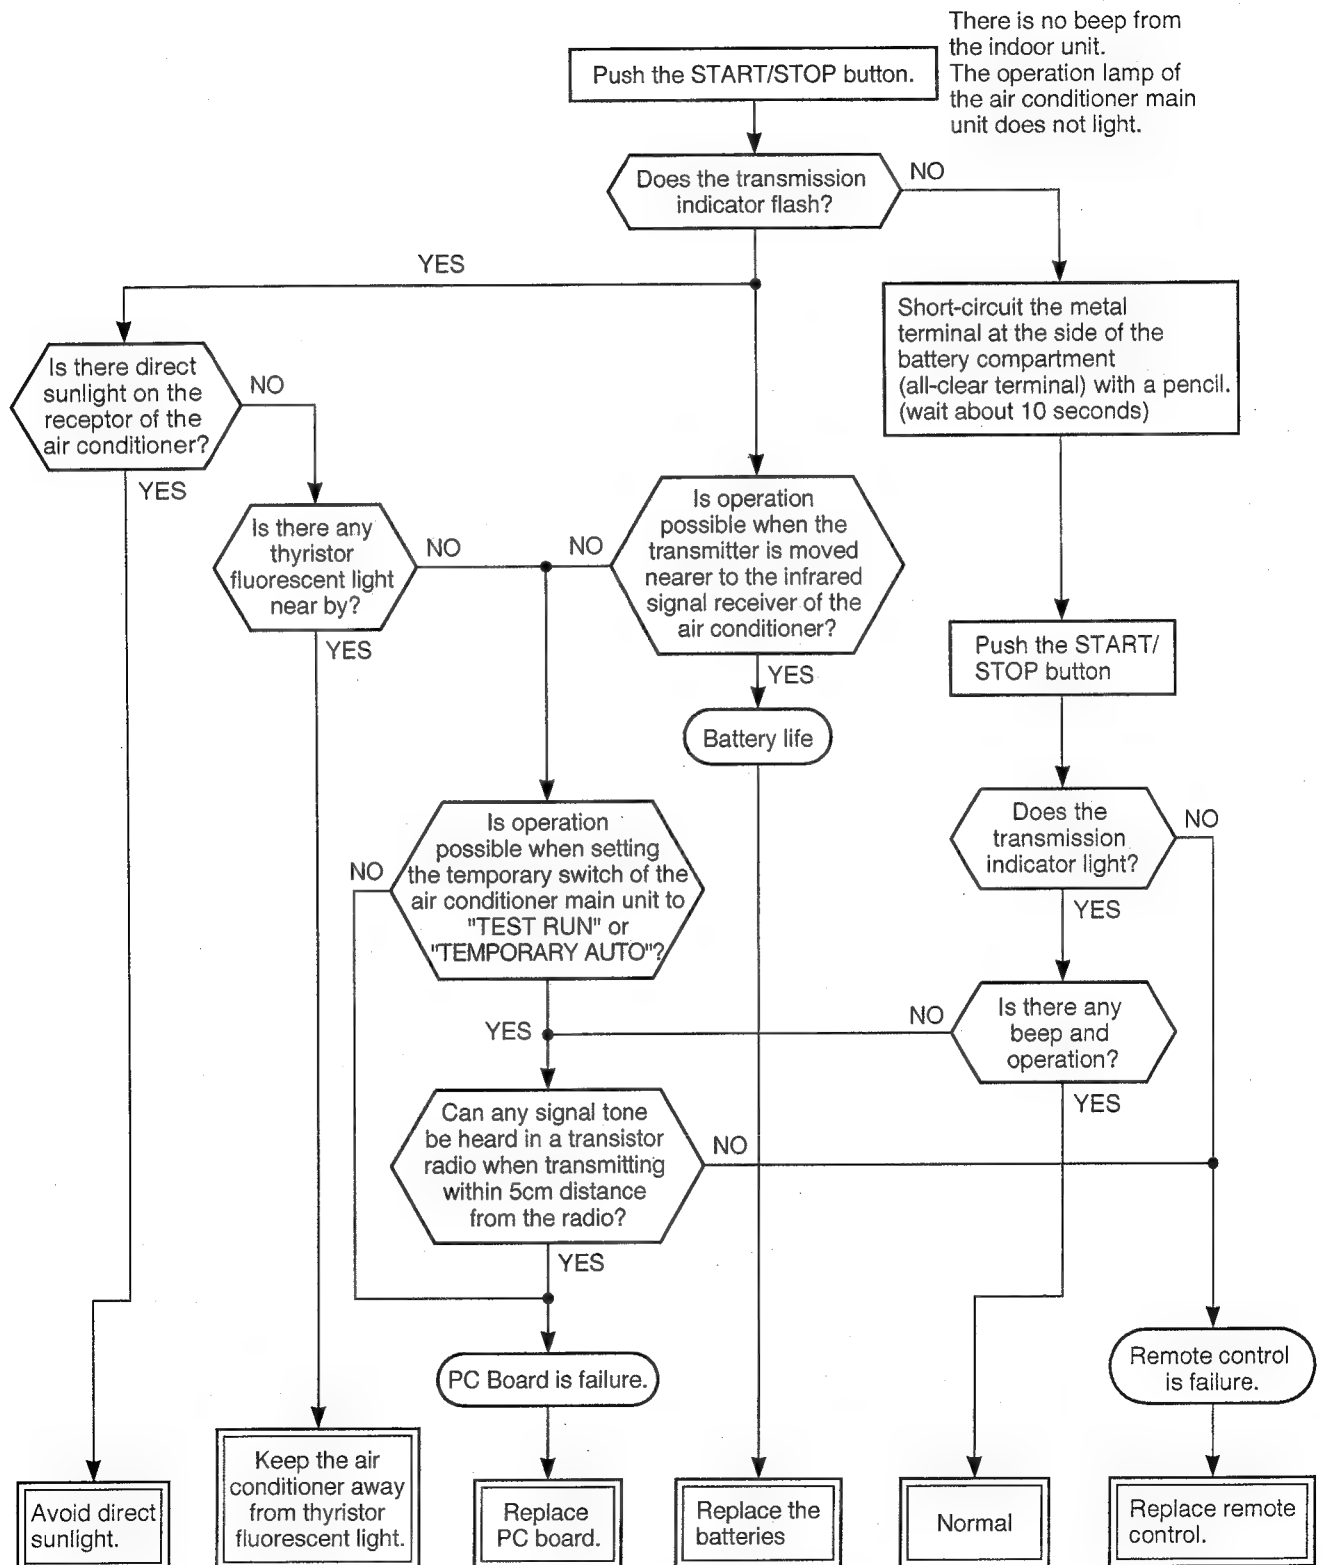 There is no beep from
the indoor unit.
The operation lamp of
the air conditioner main
unit does not light.
Push the START/STOP button.
Does the transmission
indicator flash?
NO
YES
Short-circuit the metal
terminal at the side of the
battery compartment
(all-clear terminal) with a pencil.
(wait about 10 seconds)
Is there direct
sunlight on the
receptor of the
air conditioner?
NO
YES
Is there any
thyristor
fluorescent light
near by?
NO
YES
NO
Is operation
possible when the
transmitter is moved
nearer to the infrared
signal receiver of the
air conditioner?
YES
Battery life
Push the START/
STOP button
Does the
transmission
indicator light?
NO
YES
Is operation
possible when setting
the temporary switch of the
air conditioner main unit to
"TEST RUN" or
"TEMPORARY AUTO"?
NO
YES
Is there any
beep and
operation?
NO
YES
Can any signal tone
be heard in a transistor
radio when transmitting
within 5cm distance
from the radio?
NO
YES
PC Board is failure.
Remote control
is failure.
Avoid direct
sunlight.
Keep the air
conditioner away
from thyristor
fluorescent light.
Replace
PC board.
Replace the
batteries
Normal
Replace remote
control.